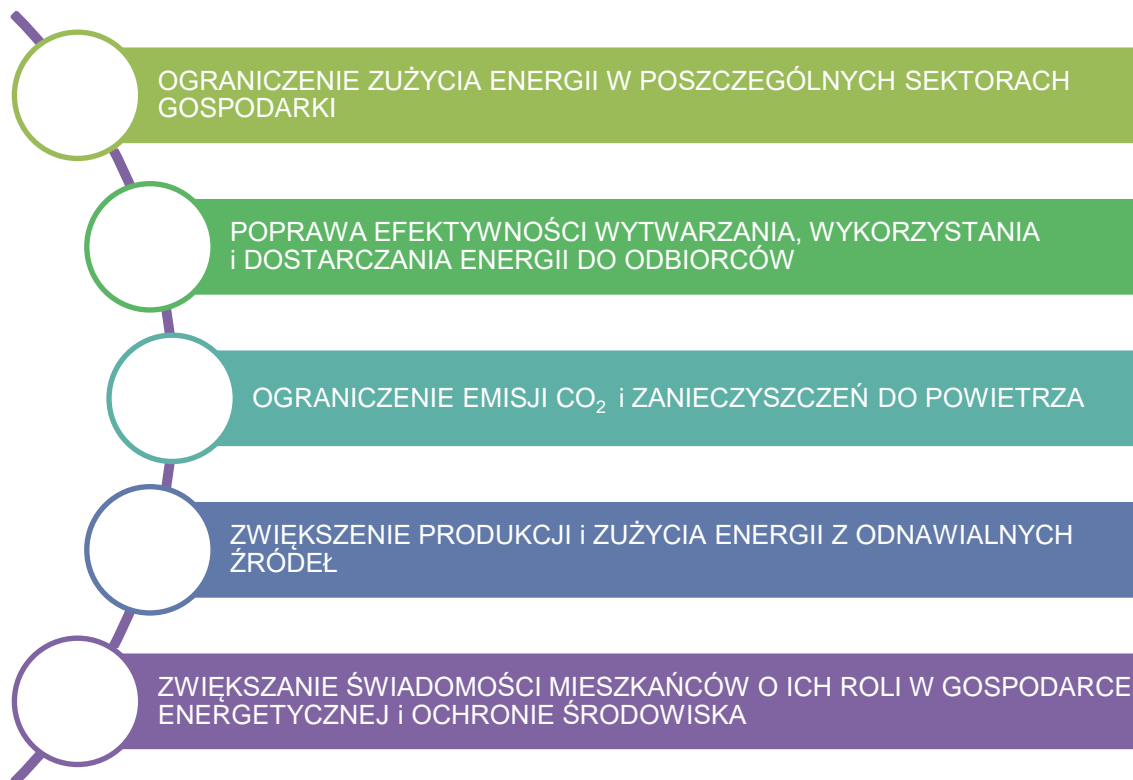 OGRANICZENIE ZUŻYCIA ENERGII W POSZCZEGÓLNYCH SEKTORACH
GOSPODARKI
POPRAWA EFEKTYWNOŚCI WYTWARZANIA, WYKORZYSTANIA
i DOSTARCZANIA ENERGII DO ODBIORCÓW
OGRANICZENIE EMISJI CO₂ i ZANIECZYSZCZEŃ DO POWIETRZA
ZWIĘKSZENIE PRODUKCJI i ZUŻYCIA ENERGII Z ODNAWIALNYCH
ŹRÓDEŁ
ZWIĘKSZANIE ŚWIADOMOŚCI MIESZKAŃCÓW O ICH ROLI W GOSPODARCE
ENERGETYCZNEJ i OCHRONIE ŚRODOWISKA